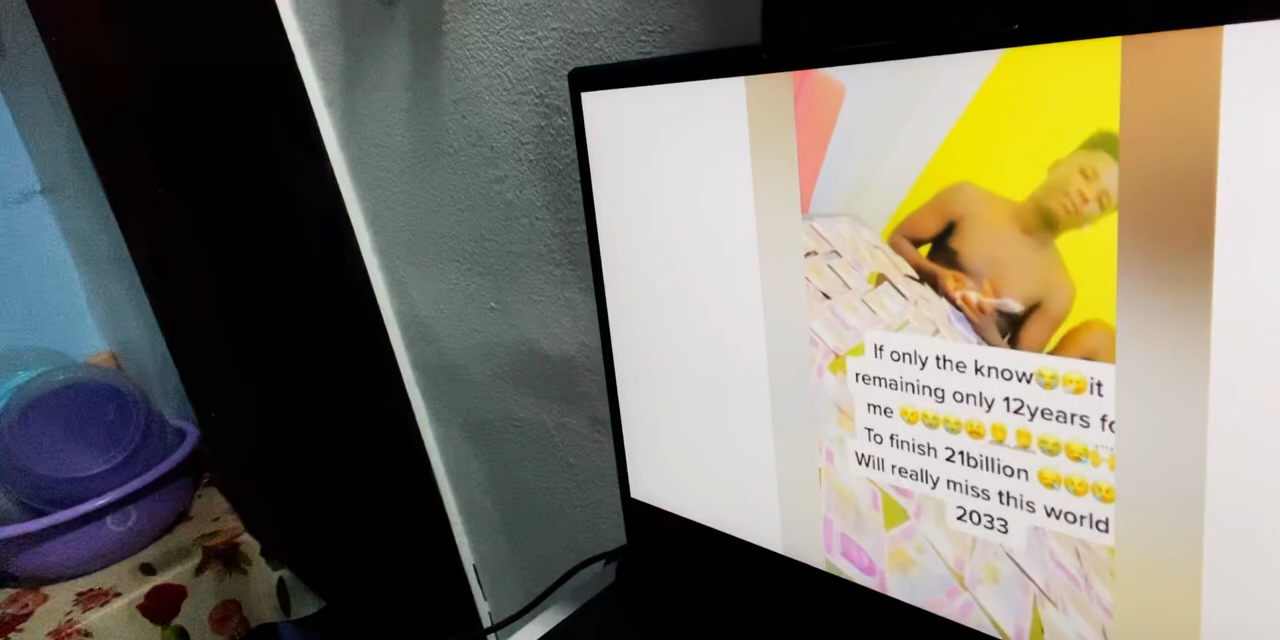 If only the know😭😢it
remaining only 12years fo
me 😢😭😭😫🤦‍♂️🤦‍♂️😭😭
To finish 21billion 😭😢😢
Will really miss this world
2033